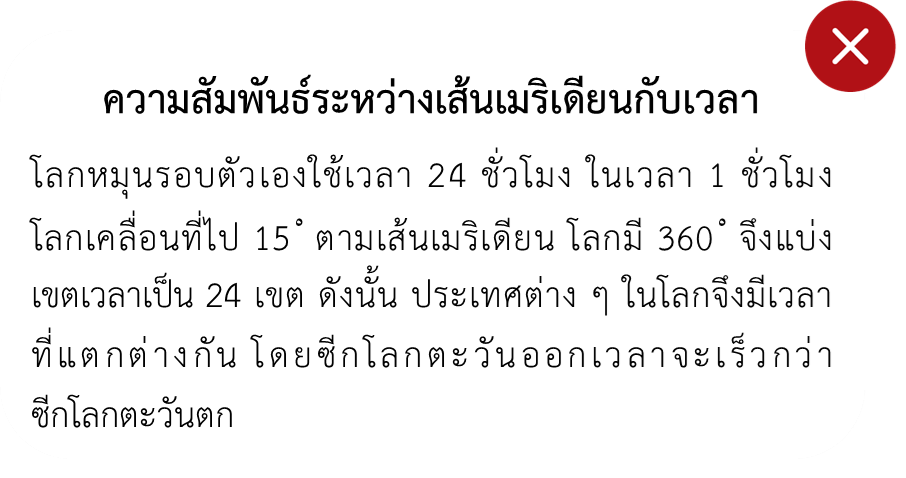 ความสัมพันธ์ระหว่างเส้นเมริเดียนกับเวลา
โลกหมุนรอบตัวเองใช้เวลา 24 ชั่วโมง ในเวลา 1 ชั่วโมง
โลกเคลื่อนที่ไป 15˚ ตามเส้นเมริเดียน โลกมี 360˚ จึงแบ่ง
เขตเวลาเป็น 24 เขต ดังนั้น ประเทศต่าง ๆ ในโลกจึงมีเวลา
ที่แตกต่างกัน โดยซีกโลกตะวันออกเวลาจะเร็วกว่า
ซีกโลกตะวันตก